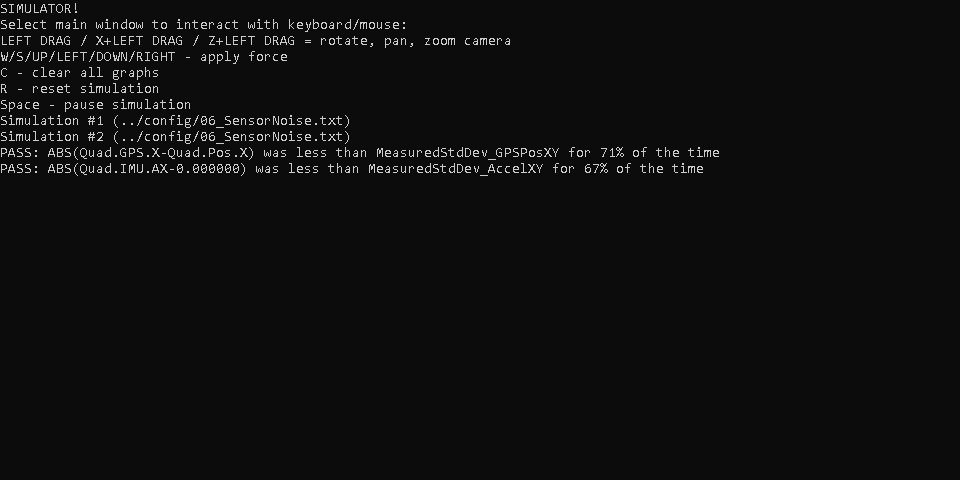 SIMULATOR!
Select main window to interact with keyboard/mouse:
LEFT DRAG / X+LEFT DRAG / Z+LEFT DRAG = rotate, pan, zoom camera
W/S/UP/LEFT/DOWN/RIGHT - apply force
C - clear all graphs
R - reset simulation
Space - pause simulation
Simulation #1 (../config/06_SensorNoise.txt)
Simulation #2 (../config/06_SensorNoise.txt)
PASS: ABS(Quad.GPS.X-Quad.Pos.X) was less than MeasuredStdDev_GPSPosXY for 71% of the time
PASS: ABS(Quad.IMU.AX-0.000000) was less than MeasuredStdDev_AccelXY for 67% of the time